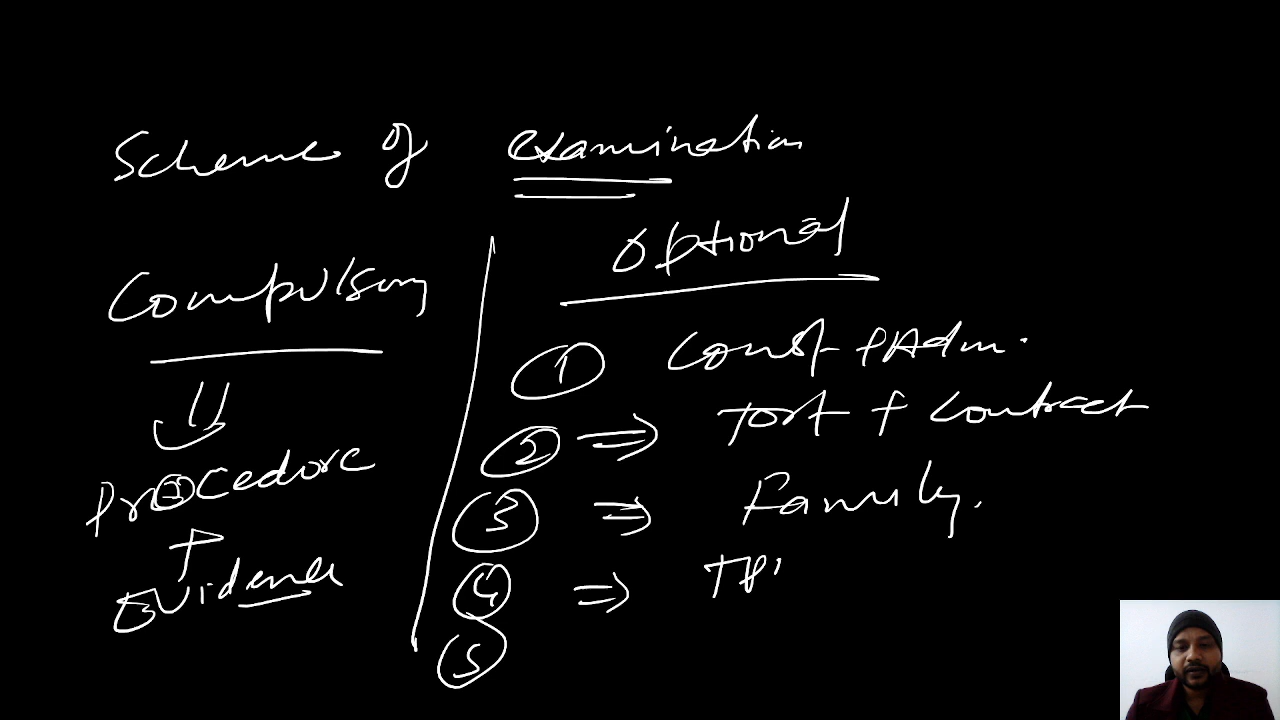 Scheme of examination
Compulsory
Procedure
+
Evidence
Optional
1 Const + Adm.
2 ⇒ Tort + Contract
3 ⇒ Family.
4 ⇒
5